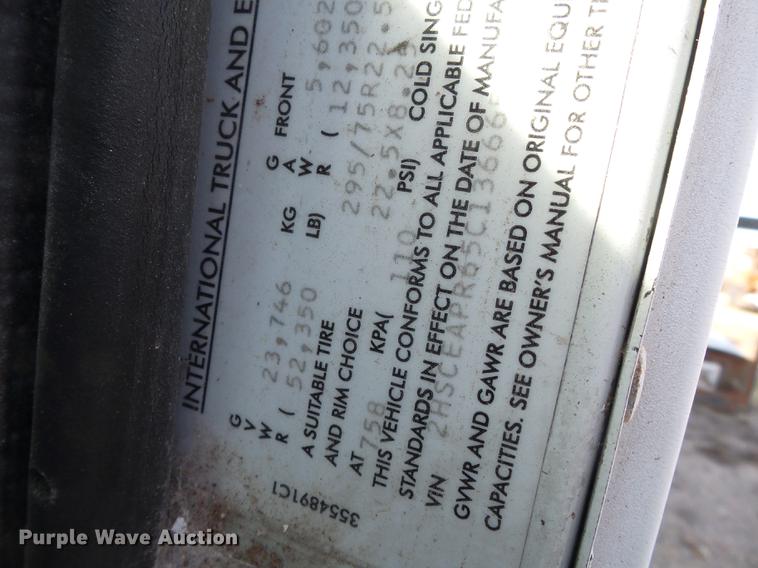 INTERNATIONAL TRUCK AND E
G G
V A FRONT
W 23,746 KG W 5,602
R ( 52,350 LB) R ( 12,350
A SUITABLE TIRE 295/75R22.5
AND RIM CHOICE 22.5X8.25
AT 758 KPA( 110 PSI) COLD SING
THIS VEHICLE CONFORMS TO ALL APPLICABLE FED
STANDARDS IN EFFECT ON THE DATE OF MANUFA
VIN 2HSCEAPR65C13666
GVWR AND GAWR ARE BASED ON ORIGINAL EQU
CAPACITIES. SEE OWNER'S MANUAL FOR OTHER TI
3554891C1
Purple Wave Auction